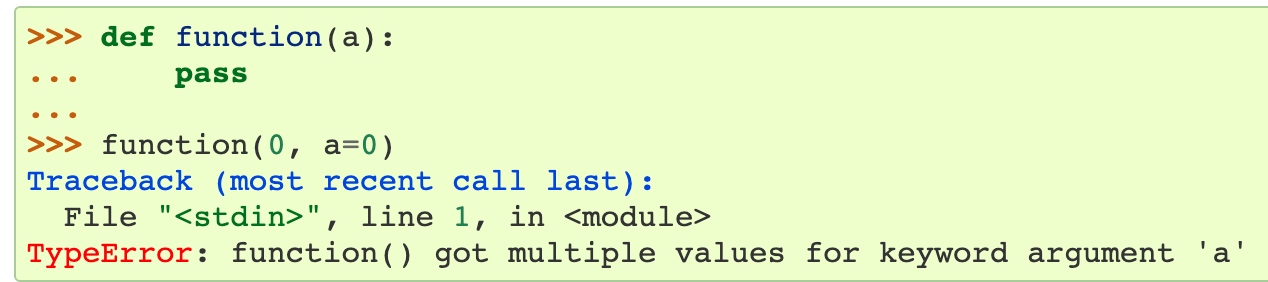 >>> def function(a):
...     pass
...
>>> function(0, a=0)
Traceback (most recent call last):
  File "<stdin>", line 1, in <module>
TypeError: function() got multiple values for keyword argument 'a'